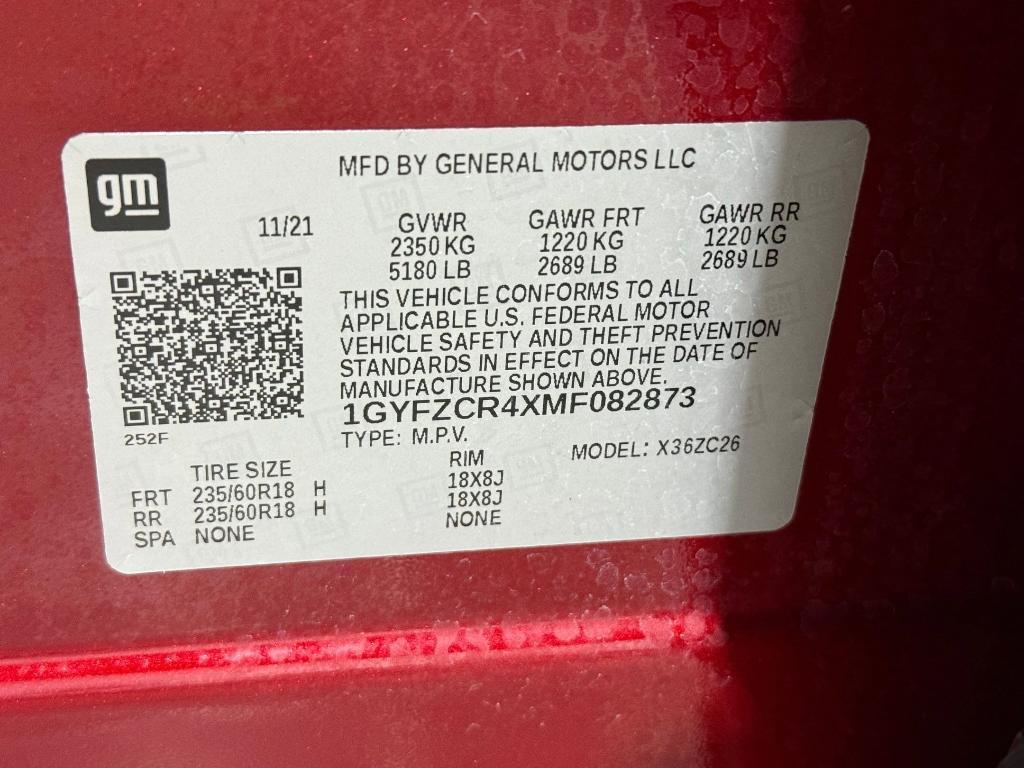 gm
MFD BY GENERAL MOTORS LLC
11/21 GVWR GAWR FRT GAWR RR
2350 KG 1220 KG 1220 KG
5180 LB 2689 LB 2689 LB
THIS VEHICLE CONFORMS TO ALL
APPLICABLE U.S. FEDERAL MOTOR
VEHICLE SAFETY AND THEFT PREVENTION
STANDARDS IN EFFECT ON THE DATE OF
MANUFACTURE SHOWN ABOVE.
1GYFZCR4XMF082873
252F
TYPE: M.P.V. MODEL: X36ZC26
TIRE SIZE RIM
FRT 235/60R18 H 18X8J
RR 235/60R18 H 18X8J
SPA NONE NONE